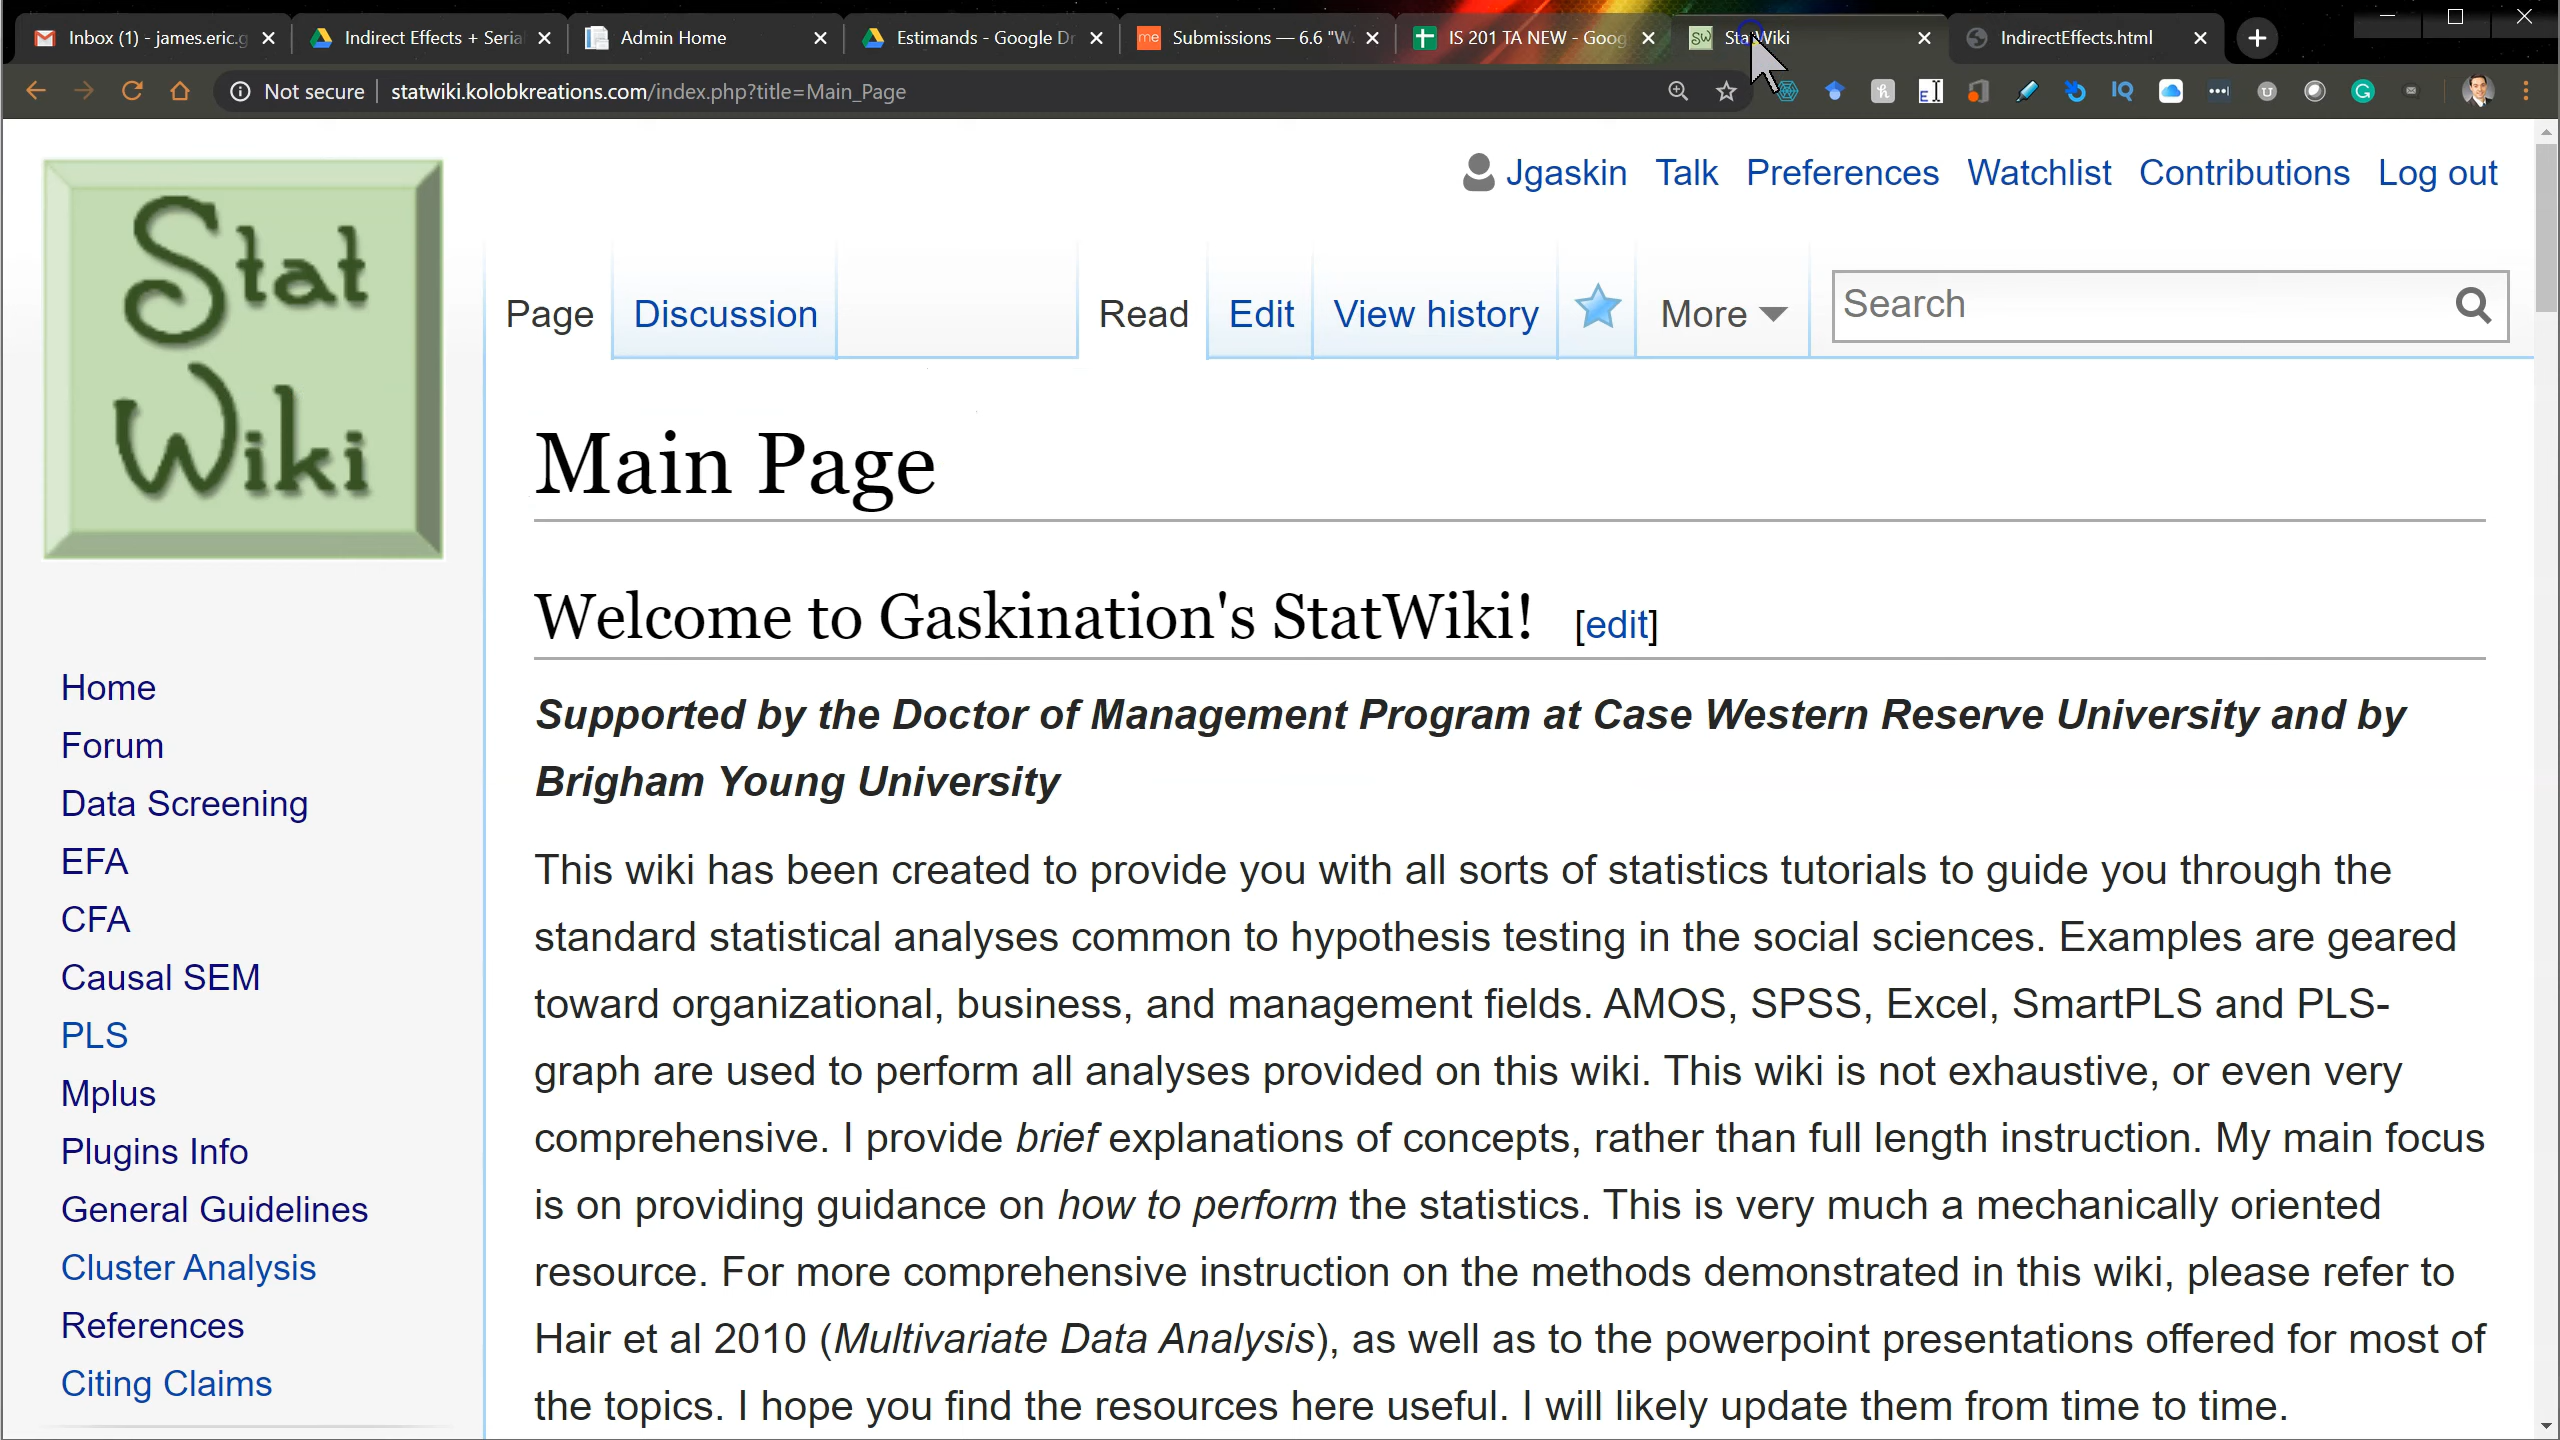 Inbox (1) - james.eric.g
Indirect Effects + Seria
Admin Home
Estimands - Google Dr
me
Submissions — 6.6 "W
IS 201 TA NEW - Goog
SW
StatWiki
IndirectEffects.html
Not secure
statwiki.kolobkreations.com/index.php?title=Main_Page
Stat
Wiki
Jgaskin Talk Preferences Watchlist Contributions Log out
Page Discussion Read Edit View history More Search
Main Page
Welcome to Gaskination's StatWiki! [edit]
Supported by the Doctor of Management Program at Case Western Reserve University and by
Brigham Young University
This wiki has been created to provide you with all sorts of statistics tutorials to guide you through the
standard statistical analyses common to hypothesis testing in the social sciences. Examples are geared
toward organizational, business, and management fields. AMOS, SPSS, Excel, SmartPLS and PLS-
graph are used to perform all analyses provided on this wiki. This wiki is not exhaustive, or even very
comprehensive. I provide brief explanations of concepts, rather than full length instruction. My main focus
is on providing guidance on how to perform the statistics. This is very much a mechanically oriented
resource. For more comprehensive instruction on the methods demonstrated in this wiki, please refer to
Hair et al 2010 (Multivariate Data Analysis), as well as to the powerpoint presentations offered for most of
the topics. I hope you find the resources here useful. I will likely update them from time to time.
Home
Forum
Data Screening
EFA
CFA
Causal SEM
PLS
Mplus
Plugins Info
General Guidelines
Cluster Analysis
References
Citing Claims